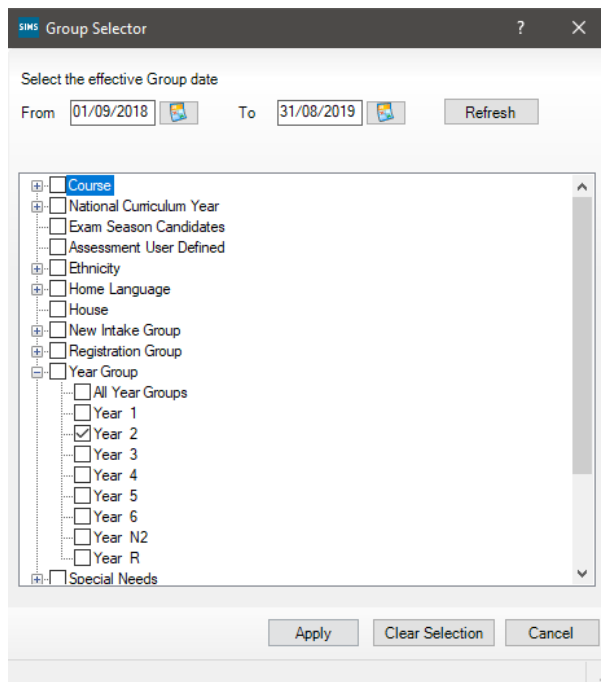 SIMS Group Selector ? ×
Select the effective Group date
From 01/09/2018 To 31/08/2019 Refresh
Course
National Curriculum Year
Exam Season Candidates
Assessment User Defined
Ethnicity
Home Language
House
New Intake Group
Registration Group
Year Group
All Year Groups
Year 1
Year 2
Year 3
Year 4
Year 5
Year 6
Year N2
Year R
Special Needs
Apply Clear Selection Cancel